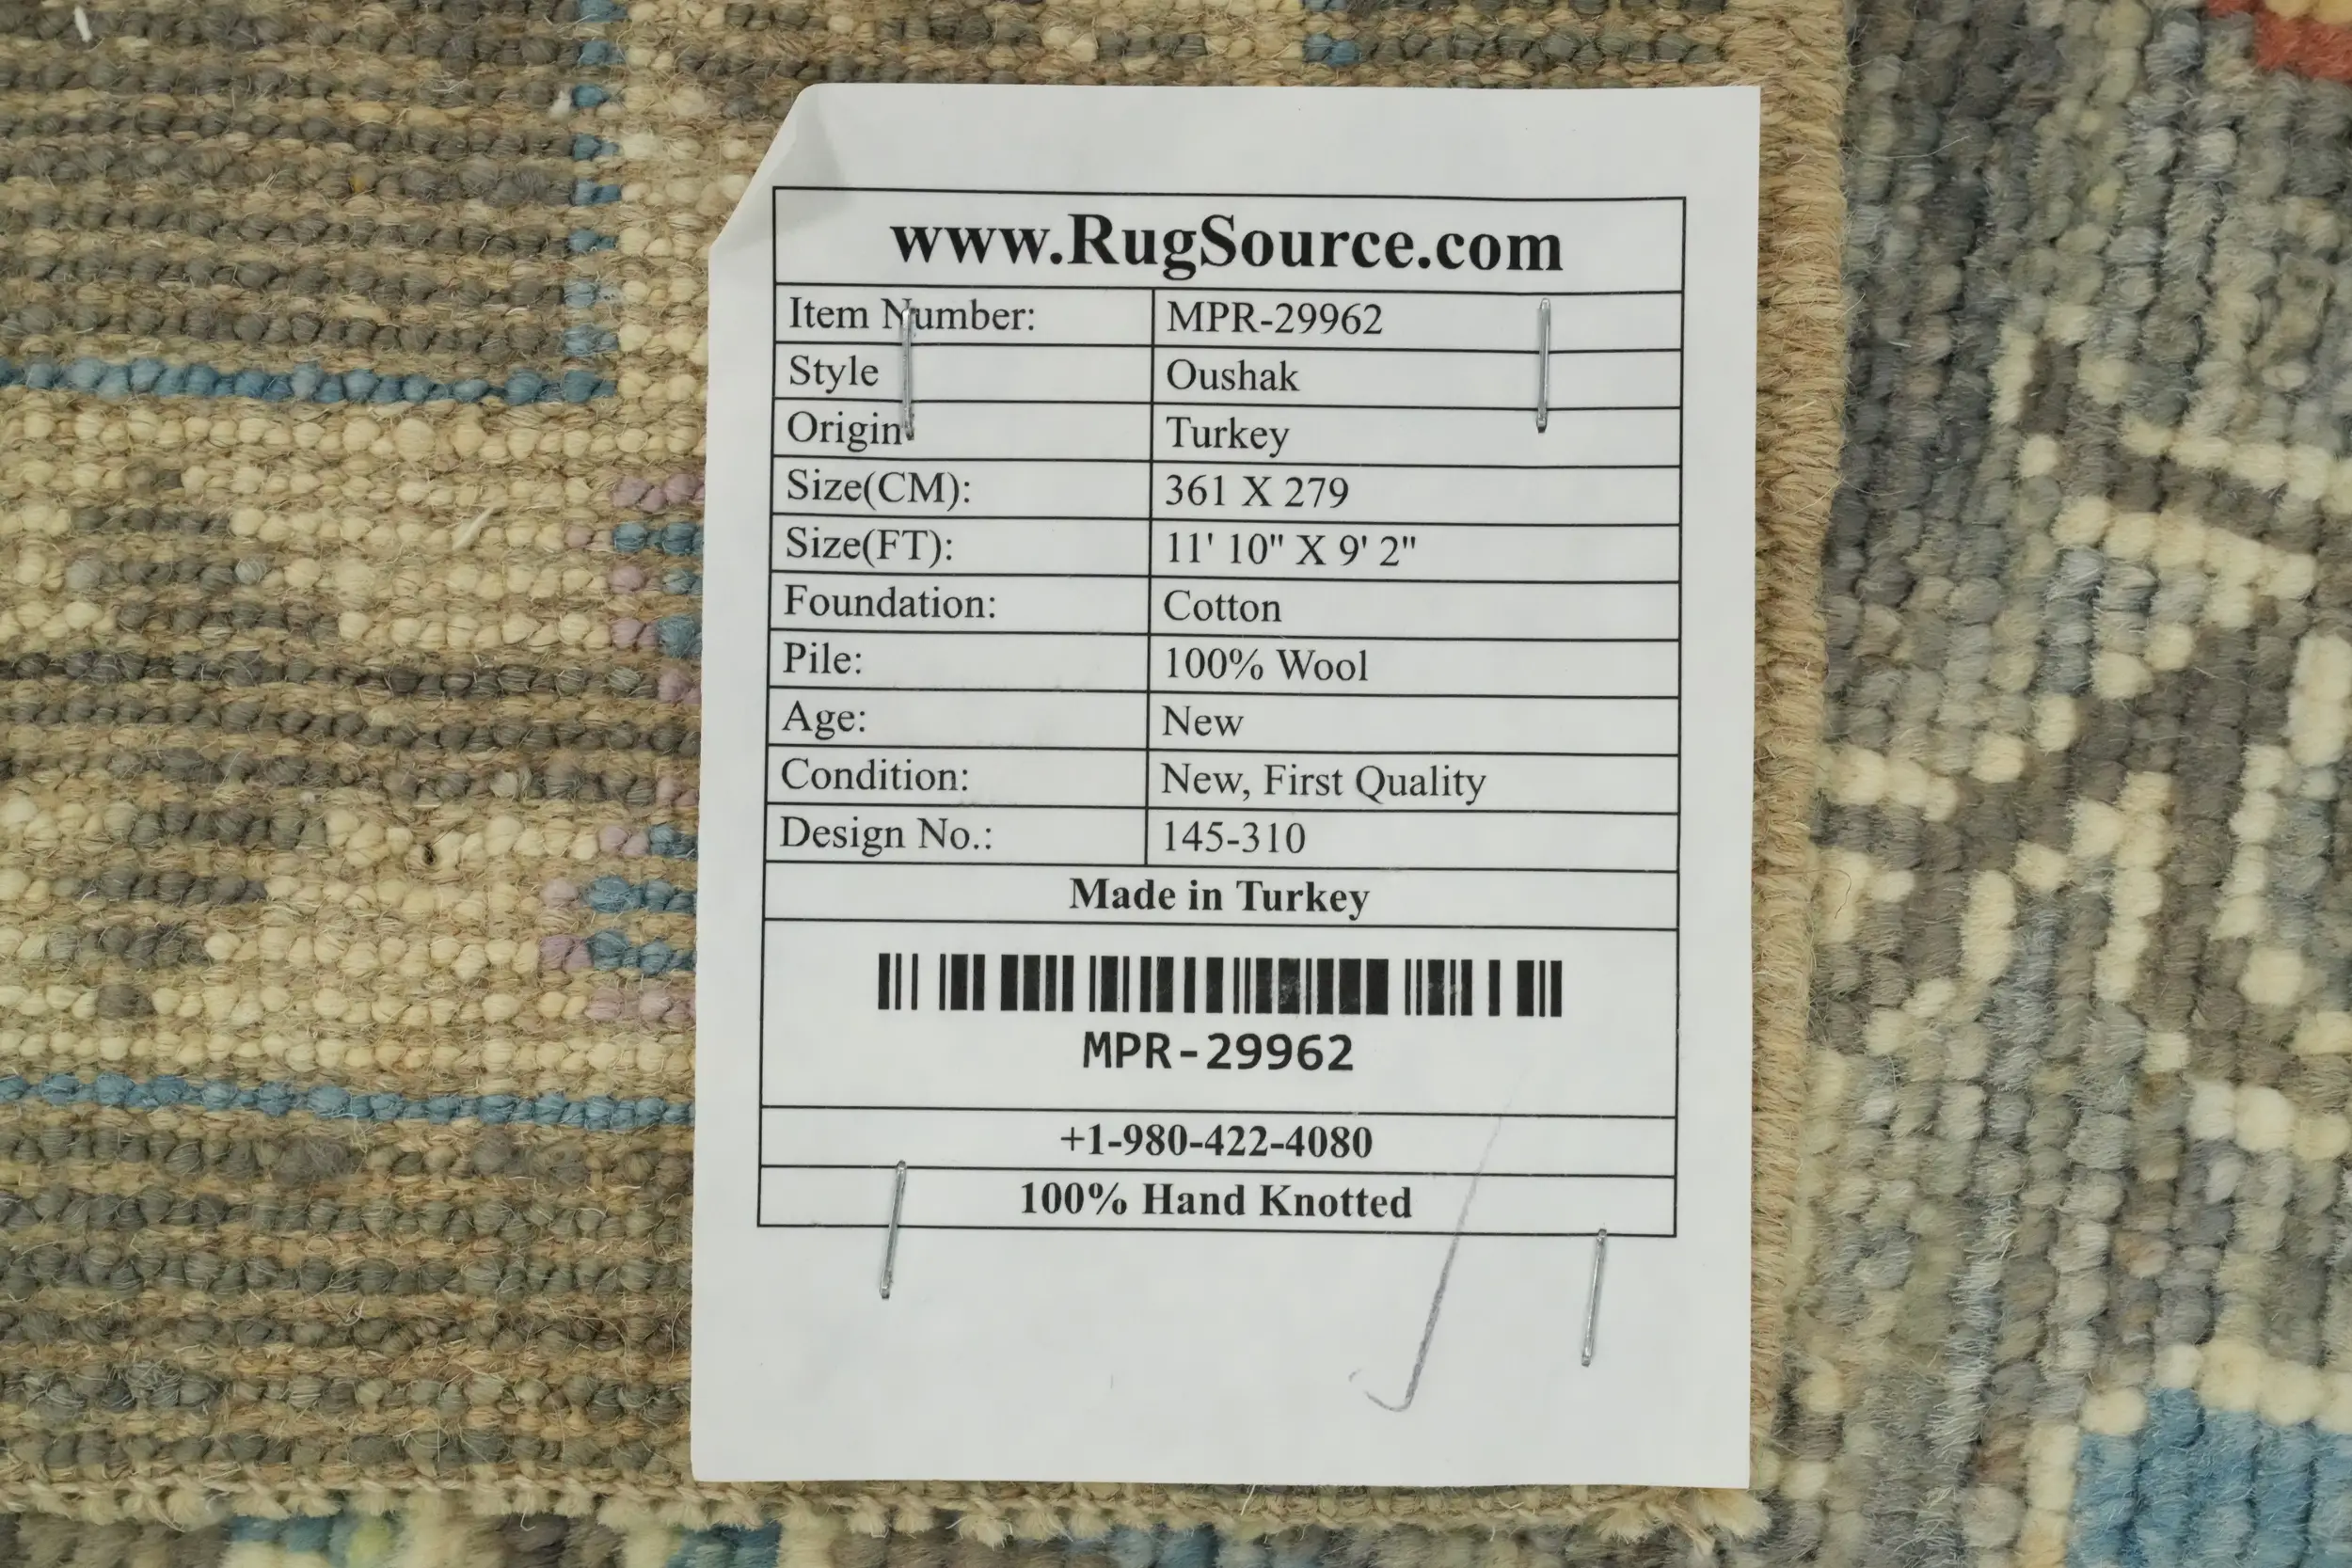 www.RugSource.com
Item Number: MPR-29962
Style Oushak
Origin Turkey
Size(CM): 361 X 279
Size(FT): 11' 10" X 9' 2"
Foundation: Cotton
Pile: 100% Wool
Age: New
Condition: New, First Quality
Design No.: 145-310
Made in Turkey
MPR-29962
+1-980-422-4080
100% Hand Knotted